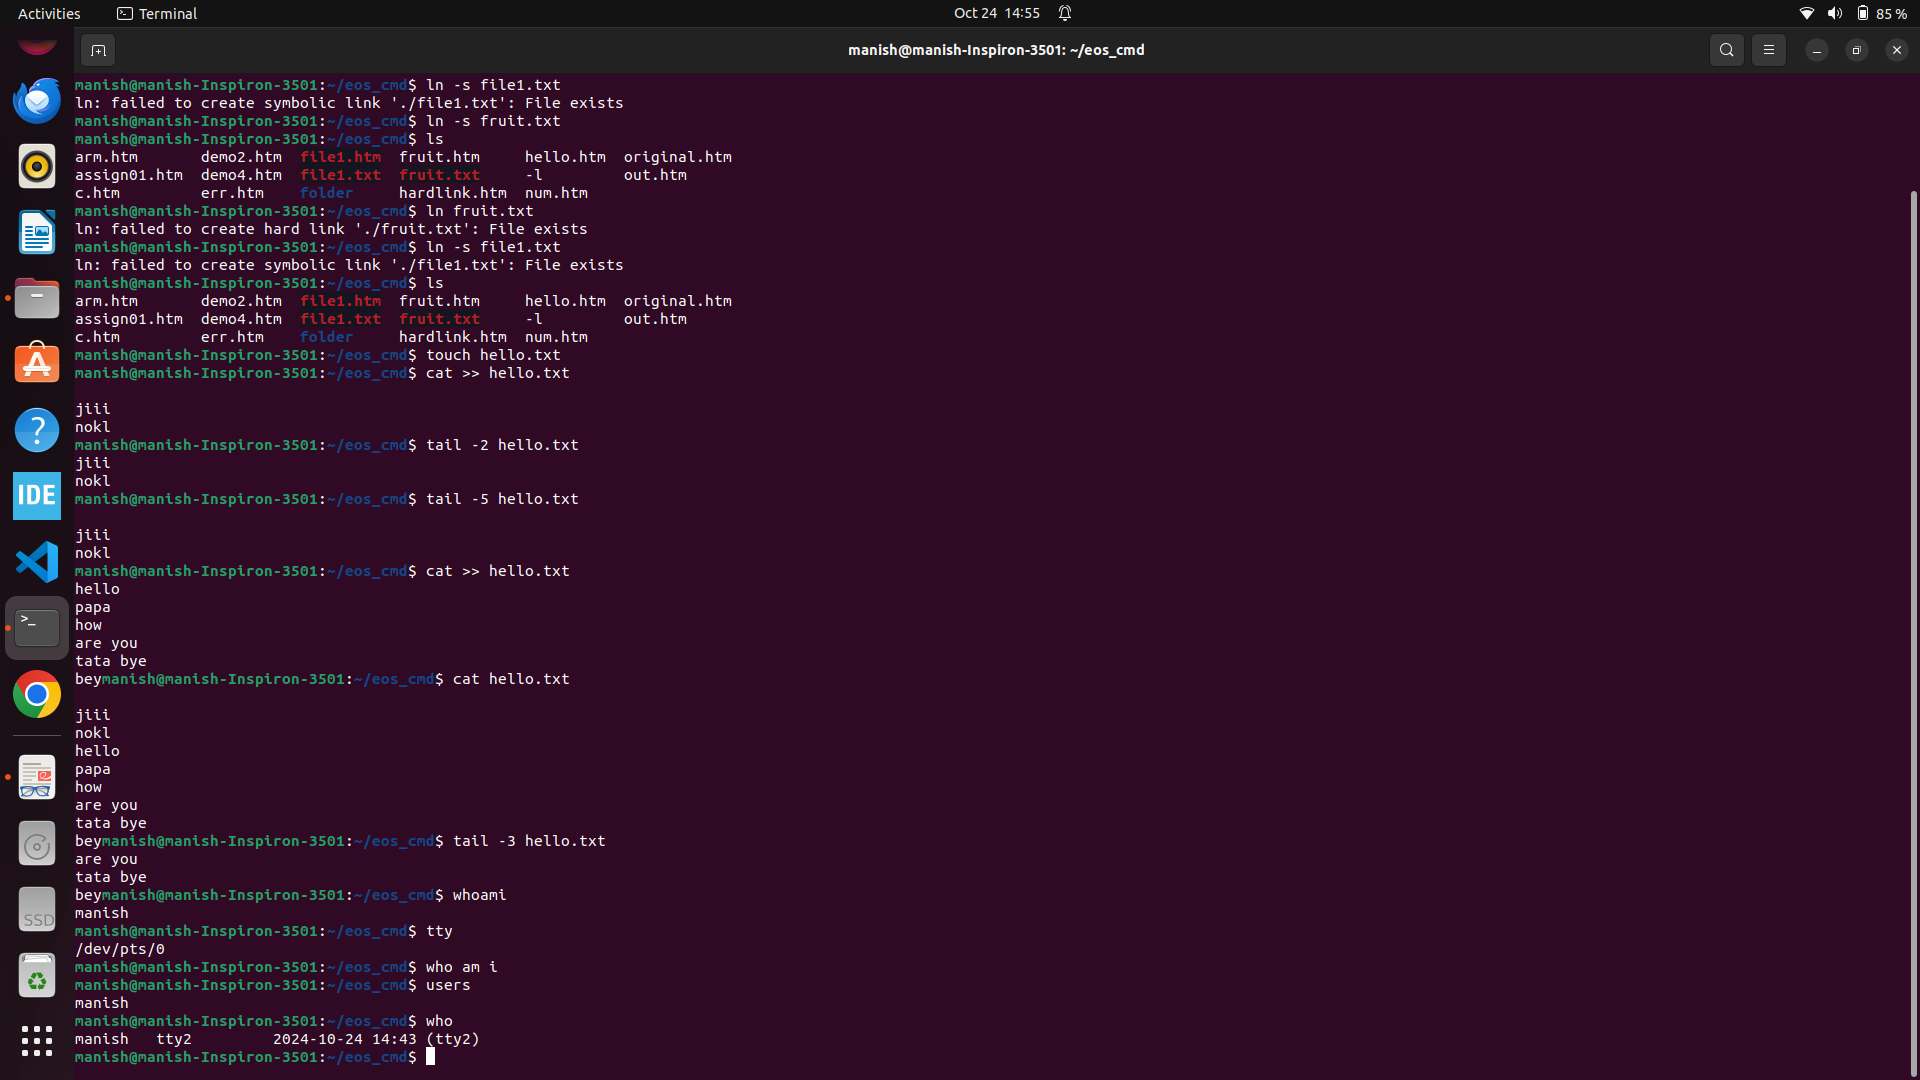 Activities Terminal Oct 24 14:55 85 %
manish@manish-Inspiron-3501: ~/eos_cmd
manish@manish-Inspiron-3501:~/eos_cmd$ ln -s file1.txt
ln: failed to create symbolic link './file1.txt': File exists
manish@manish-Inspiron-3501:~/eos_cmd$ ln -s fruit.txt
manish@manish-Inspiron-3501:~/eos_cmd$ ls
arm.htm       demo2.htm  file1.htm  fruit.htm     hello.htm  original.htm
assign01.htm  demo4.htm  file1.txt  fruit.txt     -l         out.htm
c.htm         err.htm    folder     hardlink.htm  num.htm
manish@manish-Inspiron-3501:~/eos_cmd$ ln fruit.txt
ln: failed to create hard link './fruit.txt': File exists
manish@manish-Inspiron-3501:~/eos_cmd$ ln -s file1.txt
ln: failed to create symbolic link './file1.txt': File exists
manish@manish-Inspiron-3501:~/eos_cmd$ ls
arm.htm       demo2.htm  file1.htm  fruit.htm     hello.htm  original.htm
assign01.htm  demo4.htm  file1.txt  fruit.txt     -l         out.htm
c.htm         err.htm    folder     hardlink.htm  num.htm
manish@manish-Inspiron-3501:~/eos_cmd$ touch hello.txt
manish@manish-Inspiron-3501:~/eos_cmd$ cat >> hello.txt
jiii
nokl
manish@manish-Inspiron-3501:~/eos_cmd$ tail -2 hello.txt
jiii
nokl
manish@manish-Inspiron-3501:~/eos_cmd$ tail -5 hello.txt
jiii
nokl
manish@manish-Inspiron-3501:~/eos_cmd$ cat >> hello.txt
hello
papa
how
are you
tata bye
beymanish@manish-Inspiron-3501:~/eos_cmd$ cat hello.txt
jiii
nokl
hello
papa
how
are you
tata bye
beymanish@manish-Inspiron-3501:~/eos_cmd$ tail -3 hello.txt
are you
tata bye
beymanish@manish-Inspiron-3501:~/eos_cmd$ whoami
manish
manish@manish-Inspiron-3501:~/eos_cmd$ tty
/dev/pts/0
manish@manish-Inspiron-3501:~/eos_cmd$ who am i
manish@manish-Inspiron-3501:~/eos_cmd$ users
manish
manish@manish-Inspiron-3501:~/eos_cmd$ who
manish   tty2         2024-10-24 14:43 (tty2)
manish@manish-Inspiron-3501:~/eos_cmd$
?
IDE
>_
SSD